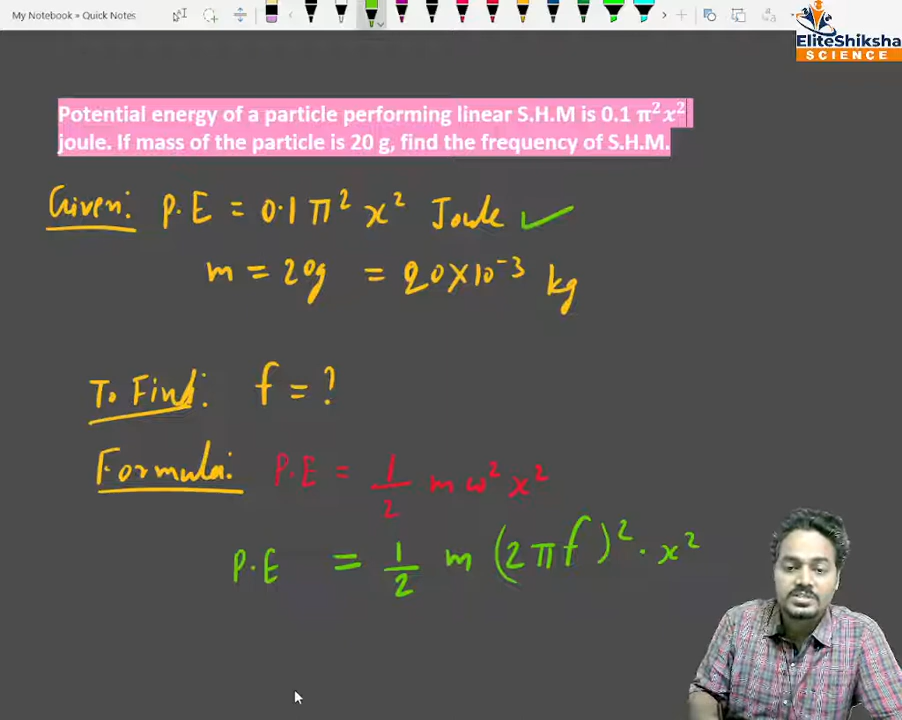 My Notebook » Quick Notes
EliteShiksha
SCIENCE
Potential energy of a particle performing linear S.H.M is 0.1 π²x²
joule. If mass of the particle is 20 g, find the frequency of S.H.M.
Given: P.E = 0.1 π² x² Joule ✓
m = 20g = 20×10⁻³ kg
To Find: f = ?
Formula: P.E = 1/2 m ω² x²
P.E = 1/2 m (2πf)² · x²